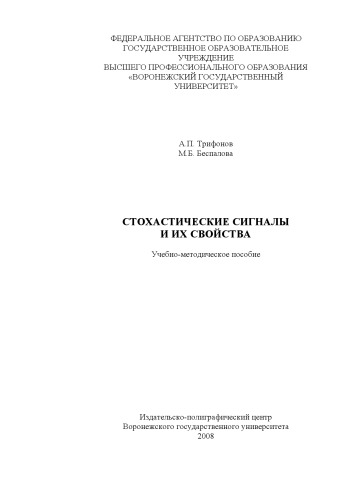 ФЕДЕРАЛЬНОЕ АГЕНТСТВО ПО ОБРАЗОВАНИЮ
ГОСУДАРСТВЕННОЕ ОБРАЗОВАТЕЛЬНОЕ
УЧРЕЖДЕНИЕ
ВЫСШЕГО ПРОФЕССИОНАЛЬНОГО ОБРАЗОВАНИЯ
«ВОРОНЕЖСКИЙ ГОСУДАРСТВЕННЫЙ
УНИВЕРСИТЕТ»
А.П. Трифонов
М.Б. Беспалова
СТОХАСТИЧЕСКИЕ СИГНАЛЫ
И ИХ СВОЙСТВА
Учебно-методическое пособие
Издательско-полиграфический центр
Воронежского государственного университета
2008